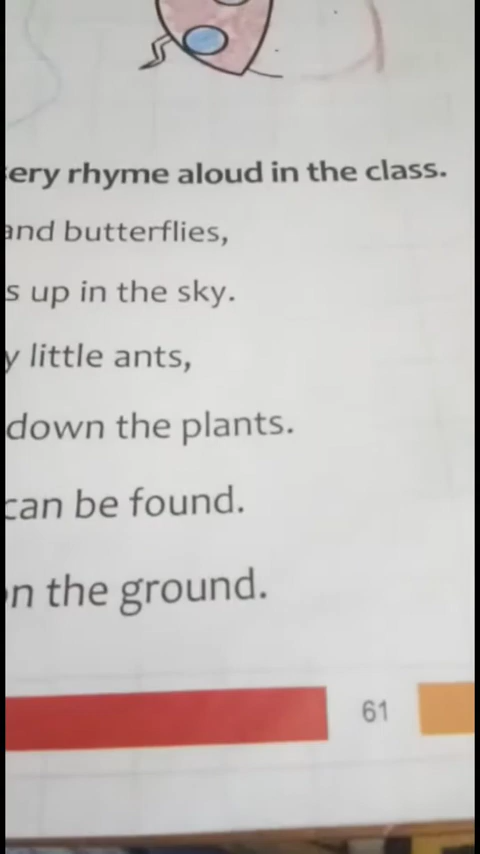 ery rhyme aloud in the class.
and butterflies,
s up in the sky.
y little ants,
down the plants.
can be found.
on the ground.
61